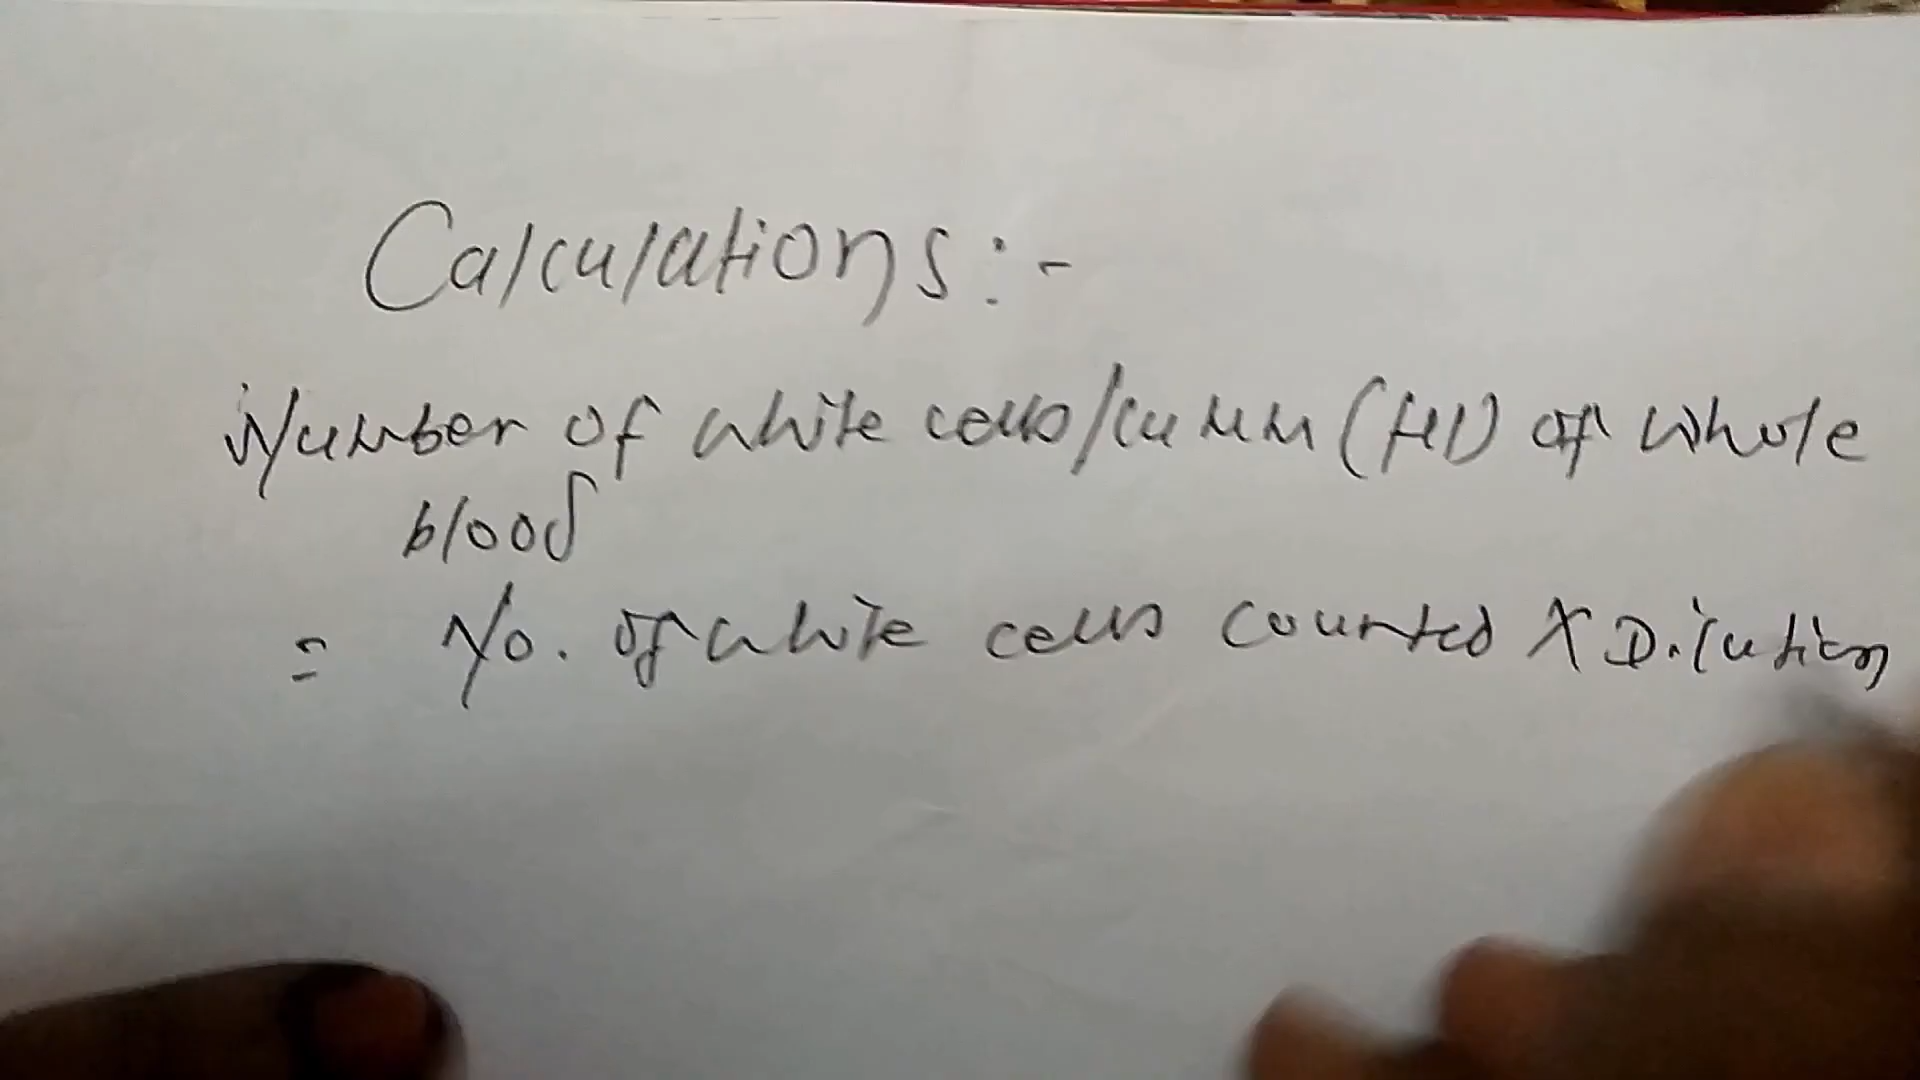 Calculations:-
Number of white cells/cu mm (μl) of whole
blood
= No. of white cells counted X Dilution